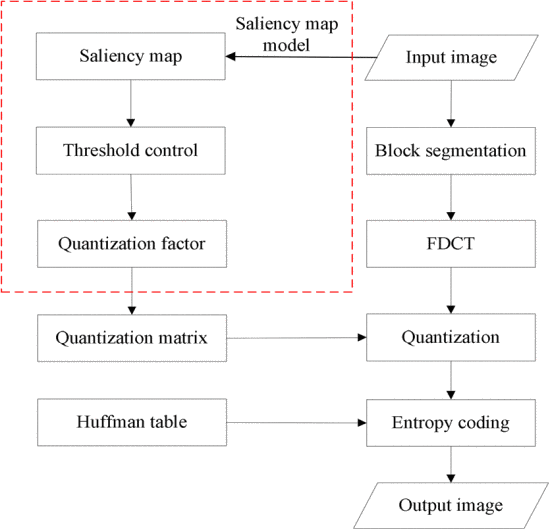 Saliency map
model
Saliency map
Input image
Threshold control
Block segmentation
Quantization factor
FDCT
Quantization matrix
Quantization
Huffman table
Entropy coding
Output image